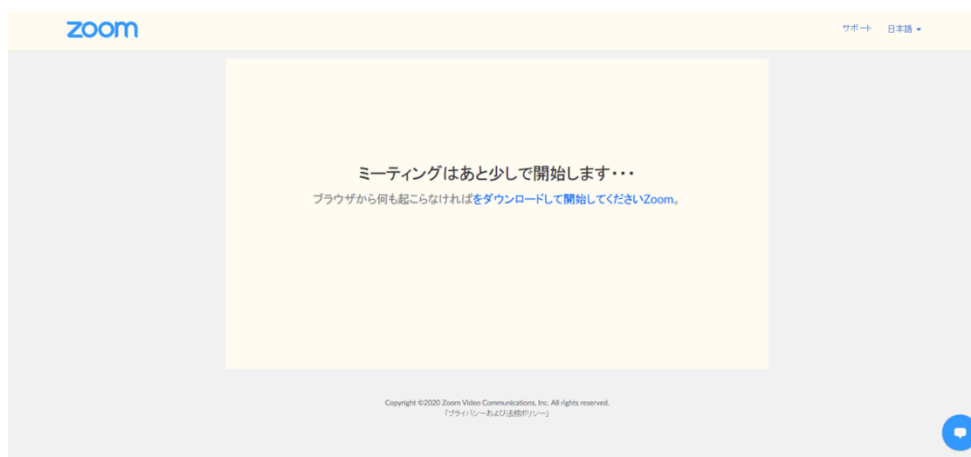 zoom
サポート 日本語
ミーティングはあと少しで開始します・・・
ブラウザから何も起こらなければをダウンロードして開始してくださいZoom。
Copyright ©2020 Zoom Video Communications, Inc. All rights reserved.
「プライバシーおよび法務ポリシー」